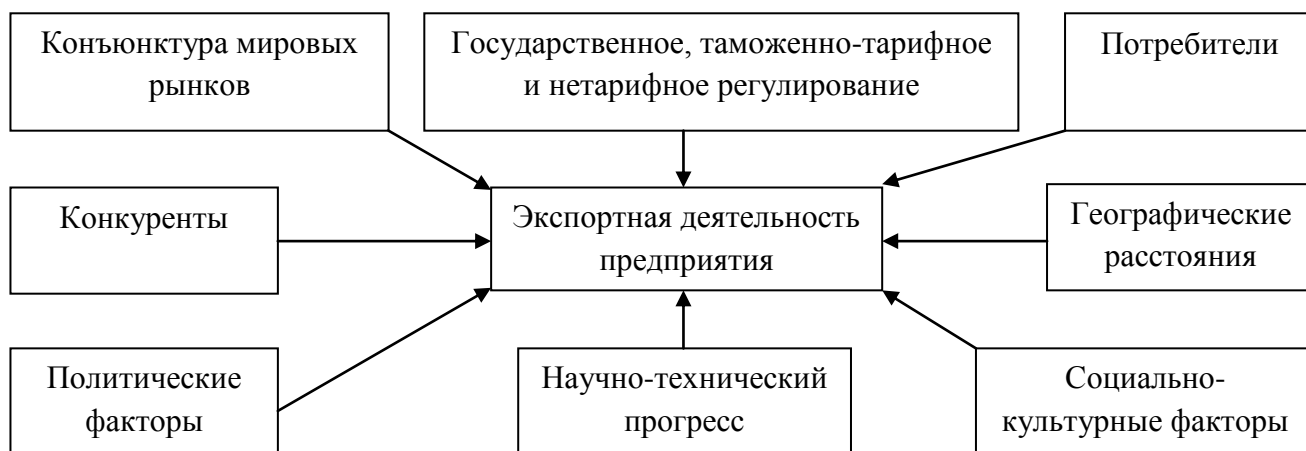 Конъюнктура мировых
рынков
Государственное, таможенно-тарифное
и нетарифное регулирование
Потребители
Конкуренты
Экспортная деятельность
предприятия
Географические
расстояния
Политические
факторы
Научно-технический
прогресс
Социально-
культурные факторы